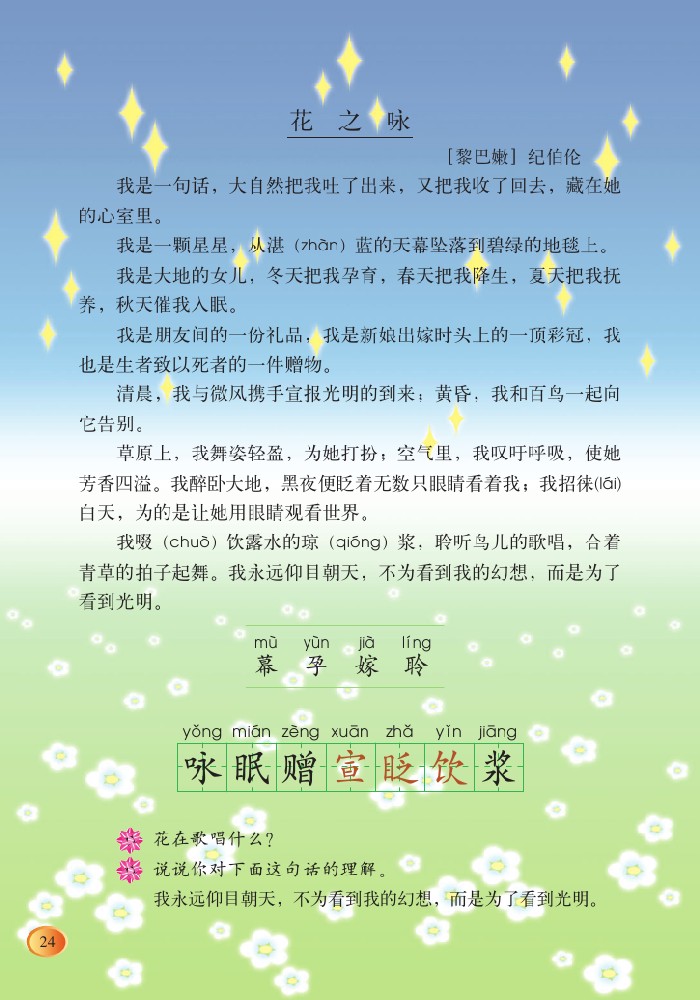 花 之 咏
［黎巴嫩］纪伯伦
我是一句话，大自然把我吐了出来，又把我收了回去，藏在她
的心室里。
我是一颗星星，从湛（zhàn）蓝的天幕坠落到碧绿的地毯上。
我是大地的女儿，冬天把我孕育，春天把我降生，夏天把我抚
养，秋天催我入眠。
我是朋友间的一份礼品，我是新娘出嫁时头上的一顶彩冠，我
也是生者致以死者的一件赠物。
清晨，我与微风携手宣报光明的到来；黄昏，我和百鸟一起向
它告别。
草原上，我舞姿轻盈，为她打扮；空气里，我叹吁呼吸，使她
芳香四溢。我醉卧大地，黑夜便眨着无数只眼睛看着我；我招徕(lái)
白天，为的是让她用眼睛观看世界。
我啜（chuò）饮露水的琼（qióng）浆，聆听鸟儿的歌唱，合着
青草的拍子起舞。我永远仰目朝天，不为看到我的幻想，而是为了
看到光明。
mù yùn jià líng
幕 孕 嫁 聆
yǒng mián zèng xuān zhǎ yǐn jiāng
咏 眠 赠 宣 眨 饮 浆
花在歌唱什么？
说说你对下面这句话的理解。
我永远仰目朝天，不为看到我的幻想，而是为了看到光明。
24